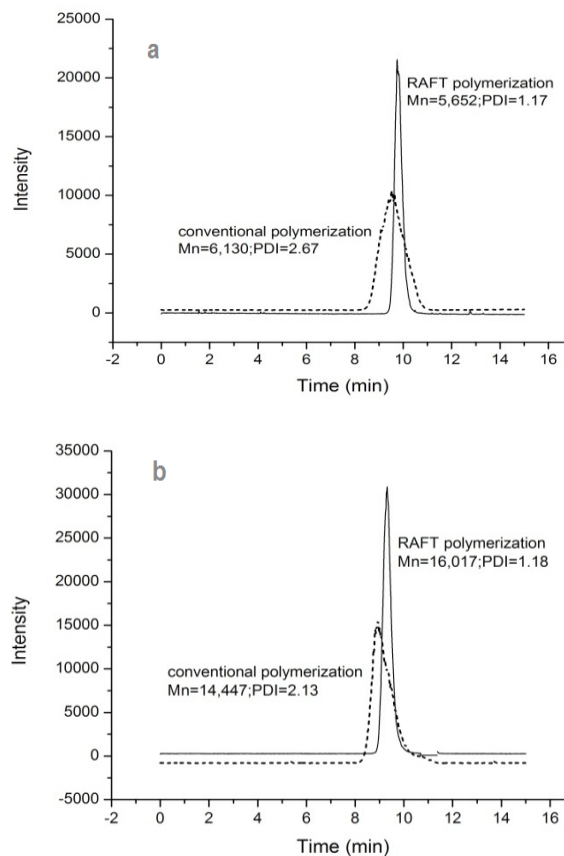 a
25000
20000
15000
10000
5000
0
Intensity
RAFT polymerization
Mn=5,652;PDI=1.17
conventional polymerization
Mn=6,130;PDI=2.67
-2 0 2 4 6 8 10 12 14 16
Time (min)
b
35000
30000
25000
20000
15000
10000
5000
0
-5000
Intensity
RAFT polymerization
Mn=16,017;PDI=1.18
conventional polymerization
Mn=14,447;PDI=2.13
-2 0 2 4 6 8 10 12 14 16
Time (min)